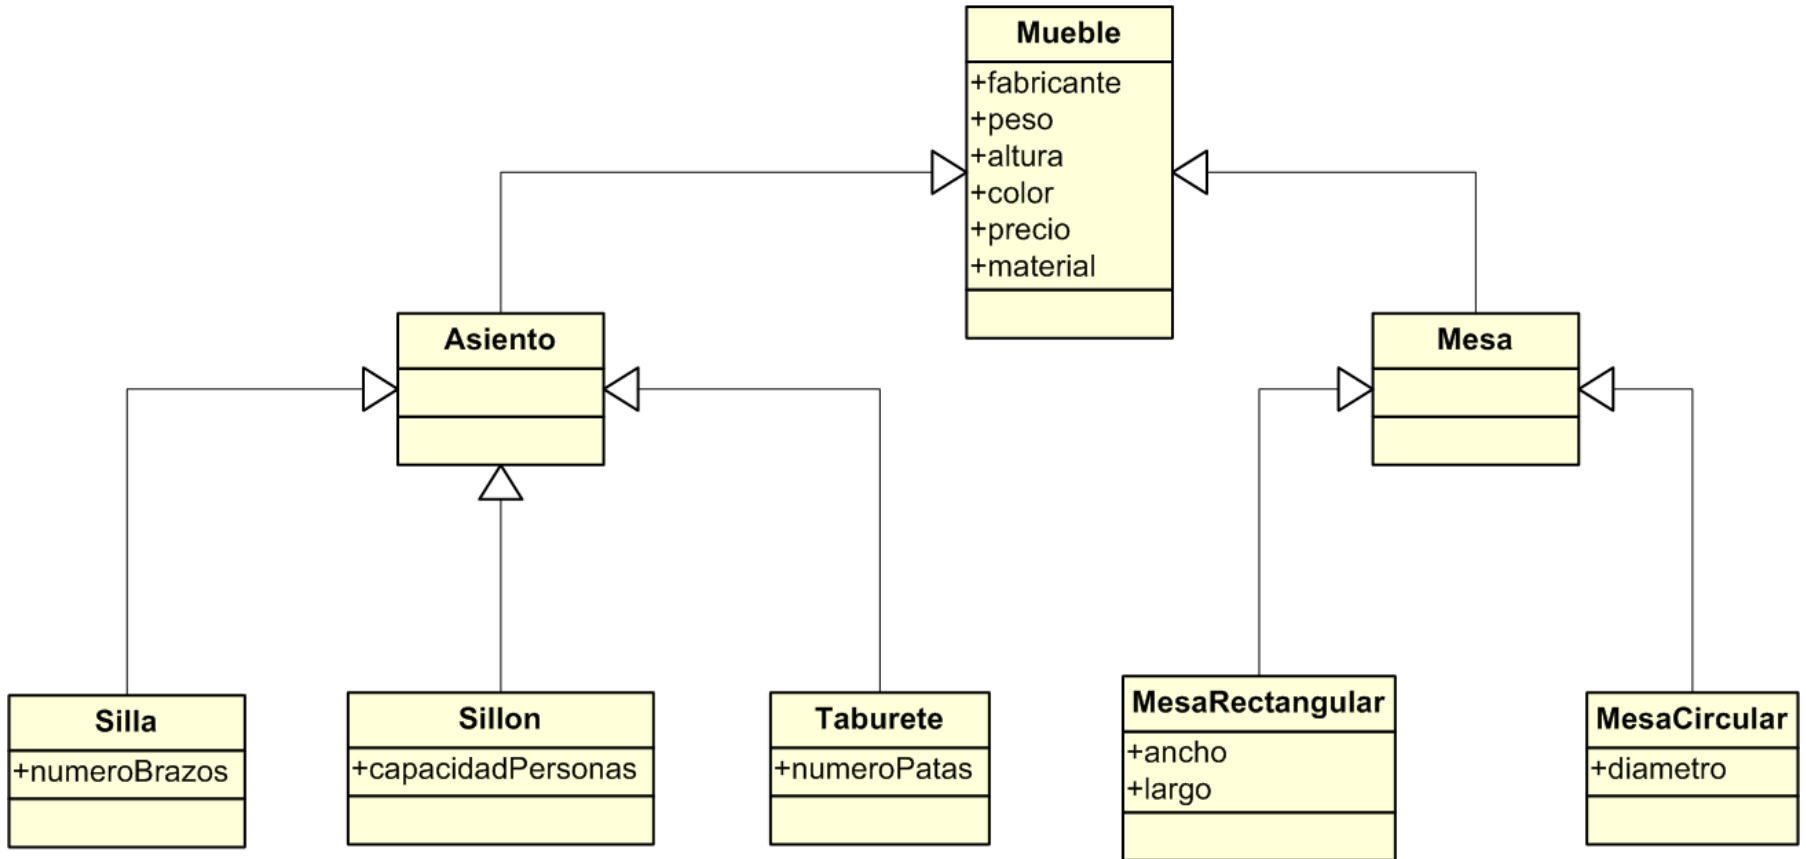 Mueble
+fabricante
+peso
+altura
+color
+precio
+material
Asiento
Mesa
Silla
+numeroBrazos
Sillon
+capacidadPersonas
Taburete
+numeroPatas
MesaRectangular
+ancho
+largo
MesaCircular
+diametro